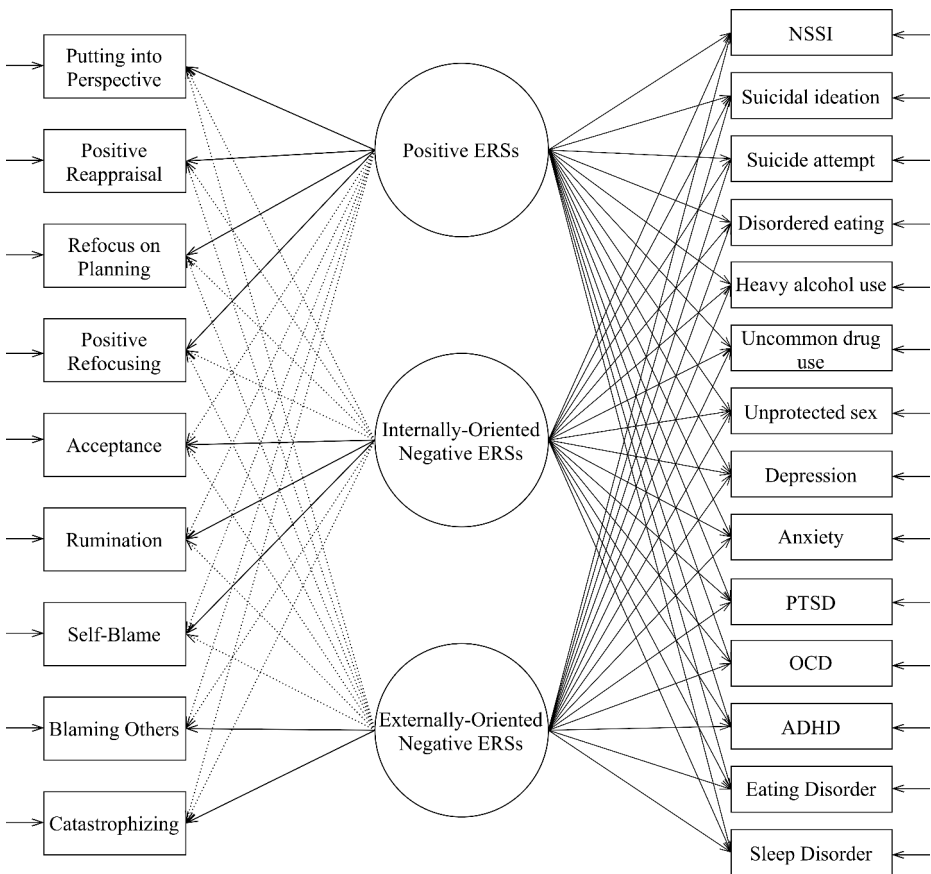 Putting into
Perspective
Positive
Reappraisal
Refocus on
Planning
Positive
Refocusing
Acceptance
Rumination
Self-Blame
Blaming Others
Catastrophizing
Positive ERSs
Internally-Oriented
Negative ERSs
Externally-Oriented
Negative ERSs
NSSI
Suicidal ideation
Suicide attempt
Disordered eating
Heavy alcohol use
Uncommon drug
use
Unprotected sex
Depression
Anxiety
PTSD
OCD
ADHD
Eating Disorder
Sleep Disorder